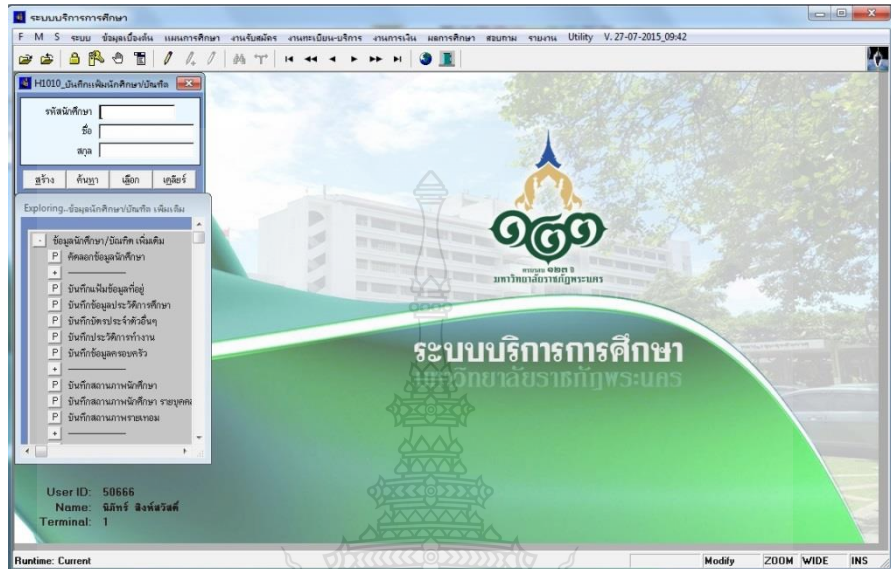 ระบบบริการการศึกษา
F M S ระบบ ข้อมูลเบื้องต้น แผนการศึกษา งานรับสมัคร งานทะเบียน-บริการ งานการเงิน ผลการศึกษา สอบถาม รายงาน Utility V. 27-07-2015_09:42
H1010_บันทึกแฟ้มนักศึกษา/บัณฑิต
รหัสนักศึกษา
ชื่อ
สกุล
สร้าง ค้นหา เลือก เคลียร์
Exploring..ข้อมูลนักศึกษา/บัณฑิต เพิ่มเติม
- ข้อมูลนักศึกษา/บัณฑิต เพิ่มเติม
P คัดลอกข้อมูลนักศึกษา
+ ——————
P บันทึกแฟ้มข้อมูลที่อยู่
P บันทึกข้อมูลประวัติการศึกษา
P บันทึกบัตรประจำตัวอื่นๆ
P บันทึกประวัติการทำงาน
P บันทึกข้อมูลครอบครัว
+ ——————
P บันทึกสถานภาพนักศึกษา
P บันทึกสถานภาพนักศึกษา รายบุคคล
P บันทึกสถานภาพรายเทอม
+ ——————
๑๒๓
ครบรอบ ๑๒๓ ปี
มหาวิทยาลัยราชภัฏพระนคร
ระบบบริการการศึกษา
มหาวิทยาลัยราชภัฏพระนคร
User ID: 50666
Name: นิภัทร์ สิงห์สวัสดิ์
Terminal: 1
Runtime: Current Modify ZOOM WIDE INS